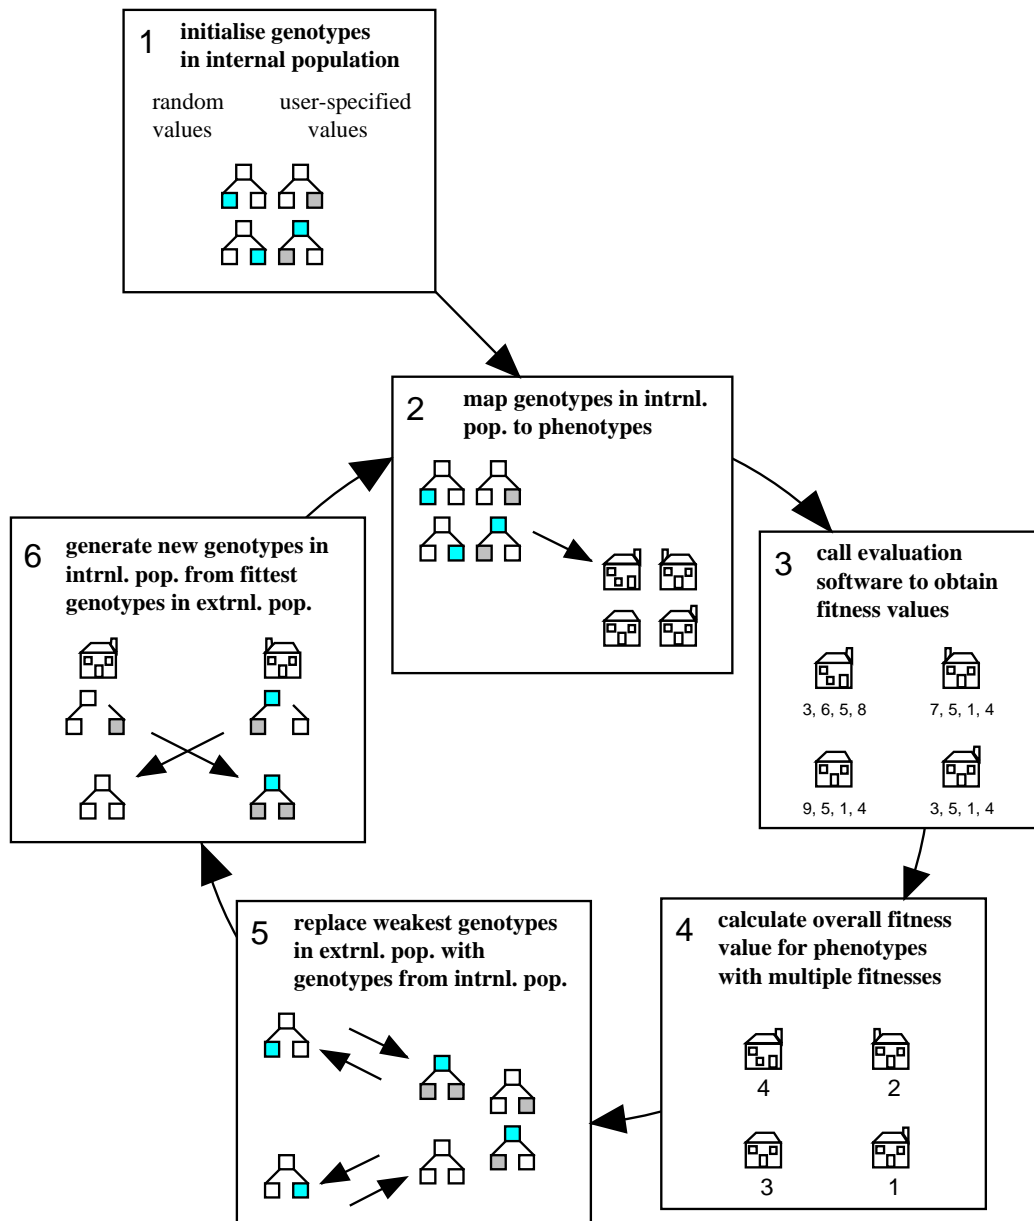 1
initialise genotypes
in internal population
random user-specified
values values
2
map genotypes in intrnl.
pop. to phenotypes
3
call evaluation
software to obtain
fitness values
3, 6, 5, 8 7, 5, 1, 4
9, 5, 1, 4 3, 5, 1, 4
4
calculate overall fitness
value for phenotypes
with multiple fitnesses
4 2
3 1
5
replace weakest genotypes
in extrnl. pop. with
genotypes from intrnl. pop.
6
generate new genotypes in
intrnl. pop. from fittest
genotypes in extrnl. pop.